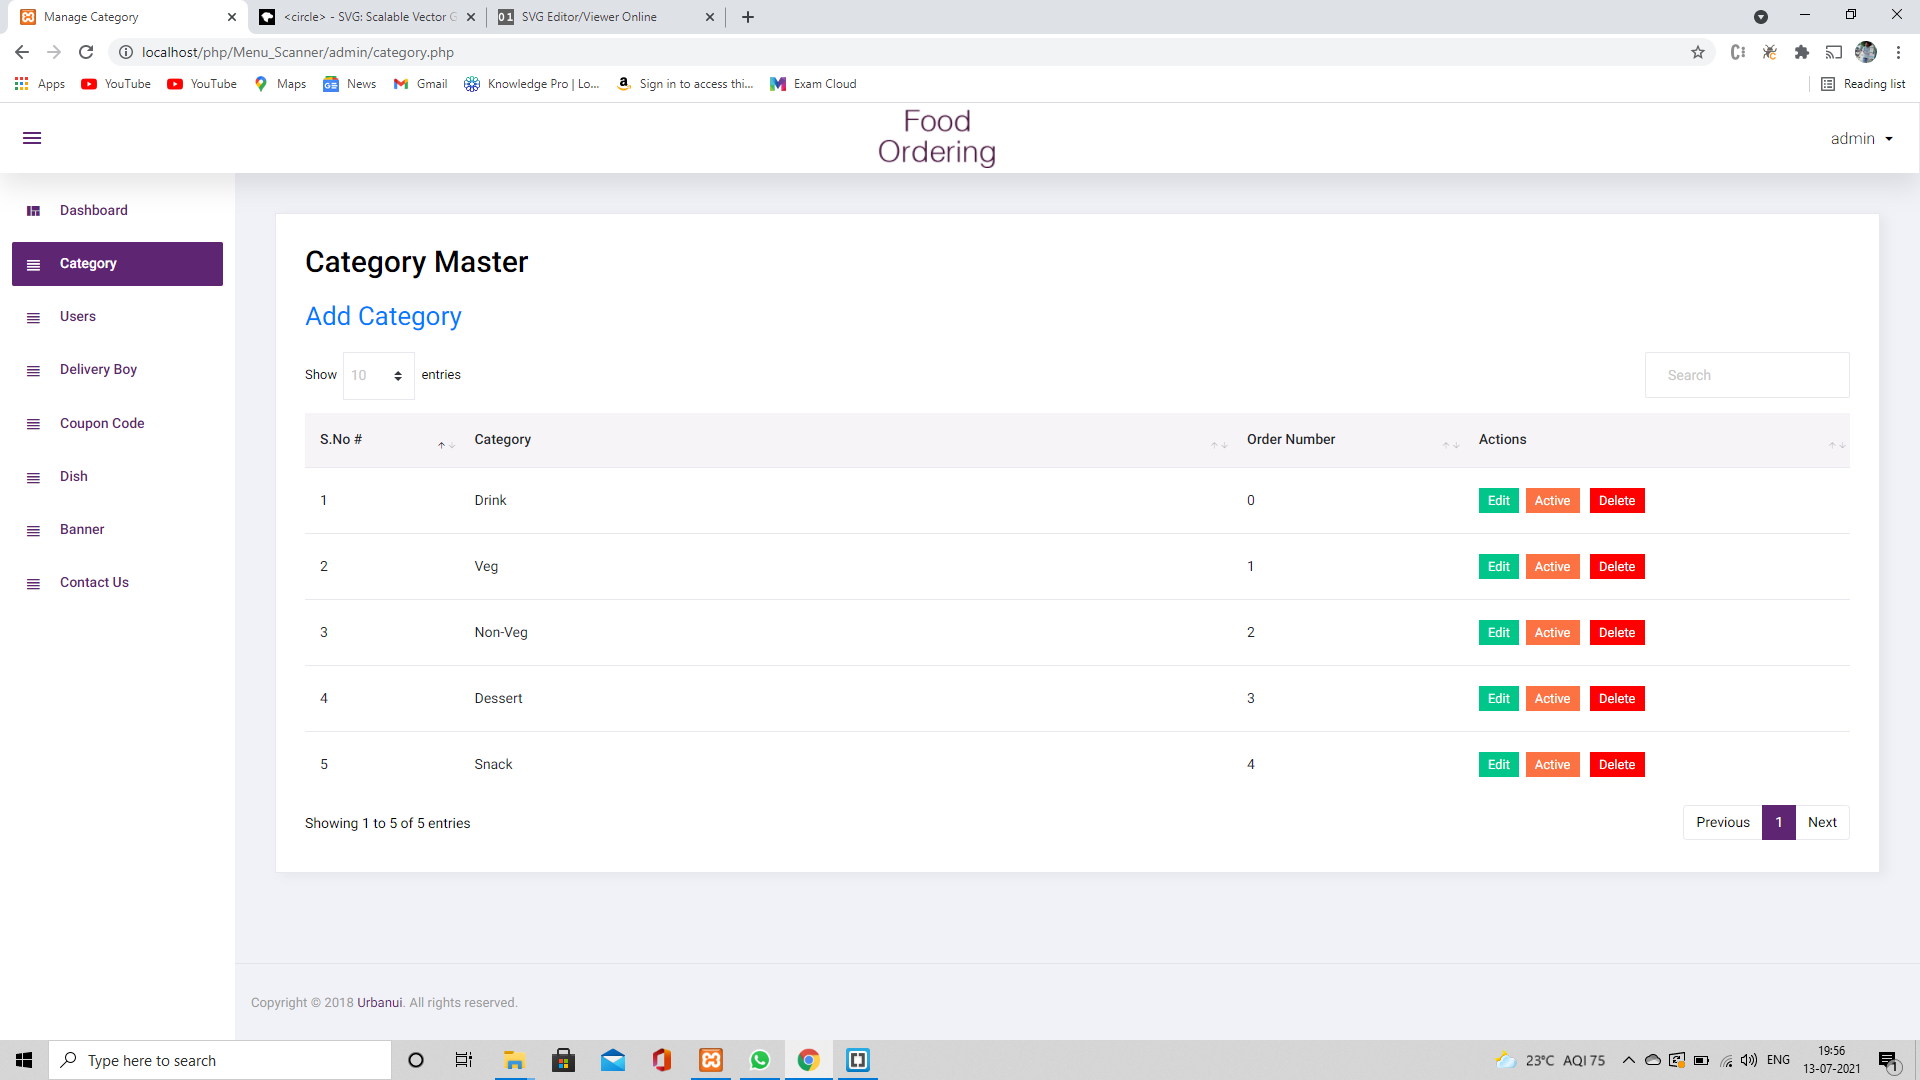 Manage Category
<circle> - SVG: Scalable Vector G
SVG Editor/Viewer Online
localhost/php/Menu_Scanner/admin/category.php
Apps
YouTube
YouTube
Maps
News
Gmail
Knowledge Pro | Lo...
Sign in to access thi...
Exam Cloud
Reading list
Food
Ordering
admin
Dashboard
Category
Users
Delivery Boy
Coupon Code
Dish
Banner
Contact Us
Category Master
Add Category
Show 10 entries
Search
S.No # Category Order Number Actions
1 Drink 0 Edit Active Delete
2 Veg 1 Edit Active Delete
3 Non-Veg 2 Edit Active Delete
4 Dessert 3 Edit Active Delete
5 Snack 4 Edit Active Delete
Showing 1 to 5 of 5 entries
Previous 1 Next
Copyright © 2018 Urbanui. All rights reserved.
Type here to search
23°C AQI 75
ENG
19:56
13-07-2021
1